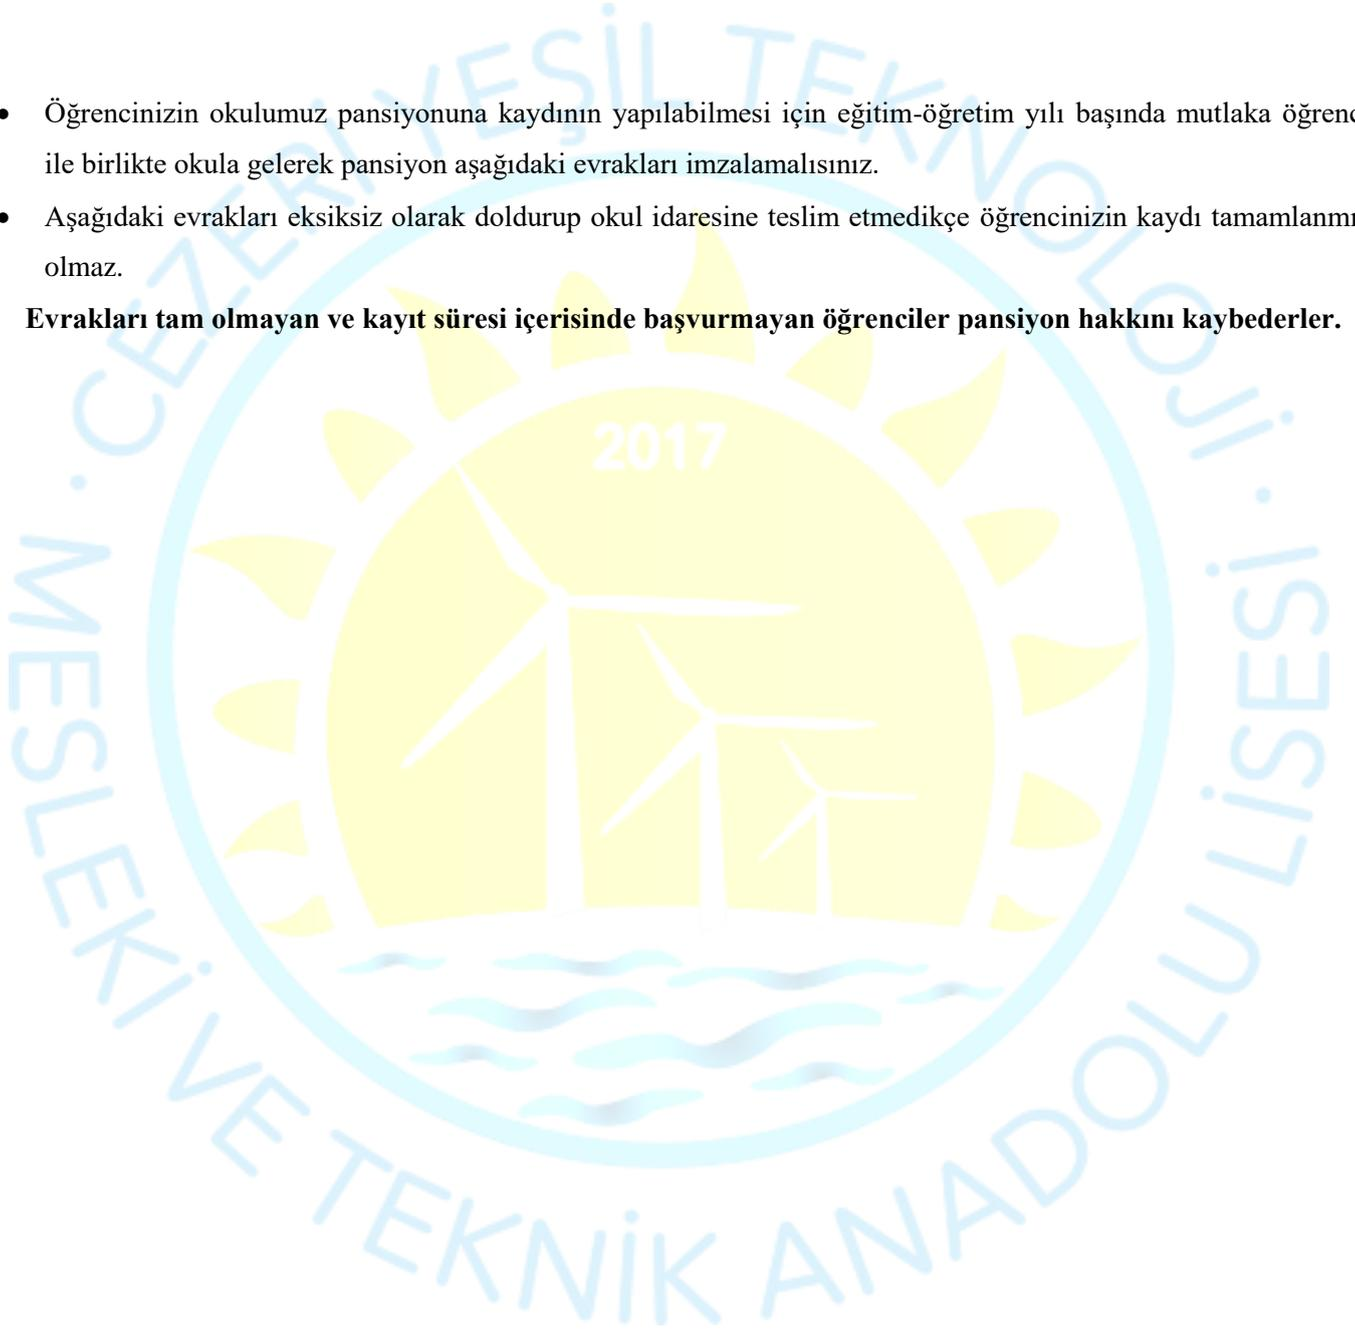 • Öğrencinizin okulumuz pansiyonuna kaydının yapılabilmesi için eğitim-öğretim yılı başında mutlaka öğrenc
ile birlikte okula gelerek pansiyon aşağıdaki evrakları imzalamalısınız.
• Aşağıdaki evrakları eksiksiz olarak doldurup okul idaresine teslim etmedikçe öğrencinizin kaydı tamamlanmı
olmaz.
Evrakları tam olmayan ve kayıt süresi içerisinde başvurmayan öğrenciler pansiyon hakkını kaybederler.
· CEZERİ YEŞİL TEKNOLOJİ ·
2017
MESLEKİ VE TEKNİK ANADOLU LİSESİ